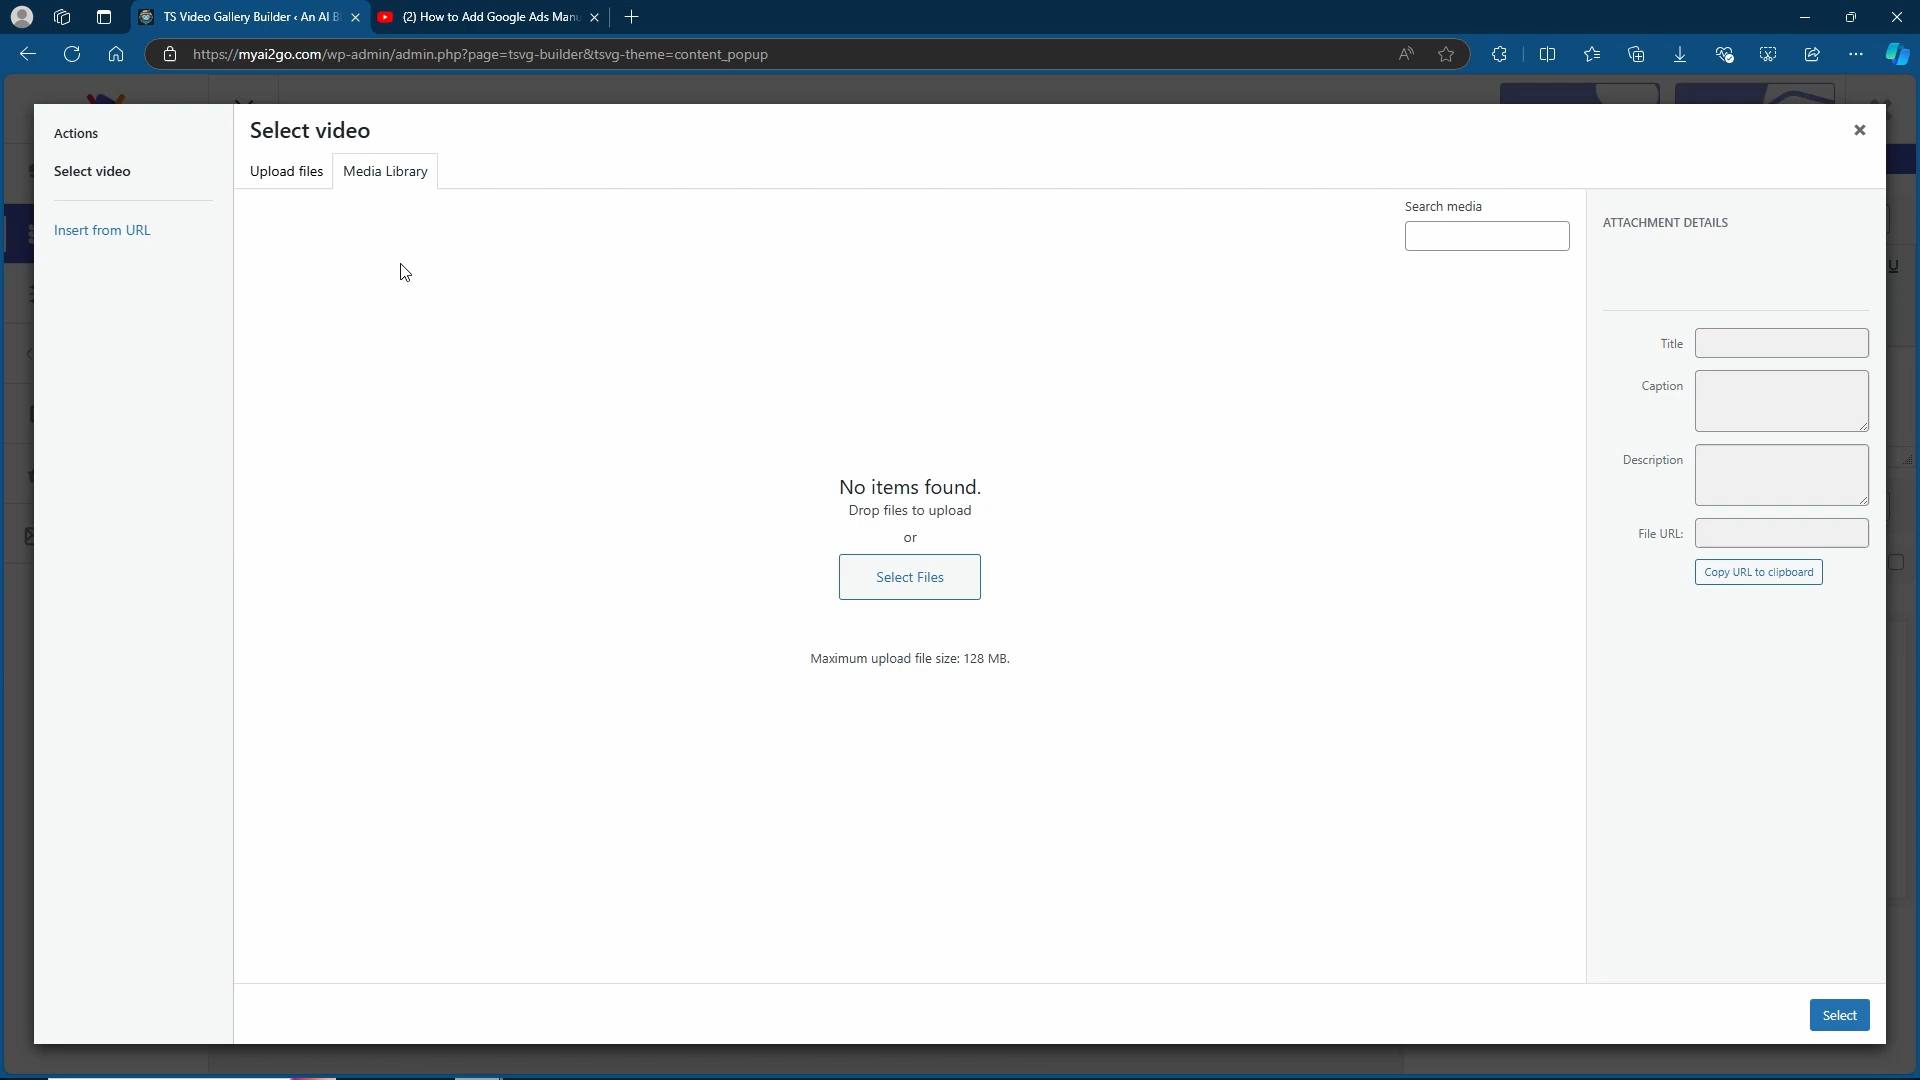 TS Video Gallery Builder ‹ An AI B
(2) How to Add Google Ads Manu
https://myai2go.com/wp-admin/admin.php?page=tsvg-builder&tsvg-theme=content_popup
Actions
Select video
Insert from URL
Select video
Upload files
Media Library
Search media
No items found.
Drop files to upload
or
Select Files
Maximum upload file size: 128 MB.
ATTACHMENT DETAILS
Title
Caption
Description
File URL:
Copy URL to clipboard
U
Select